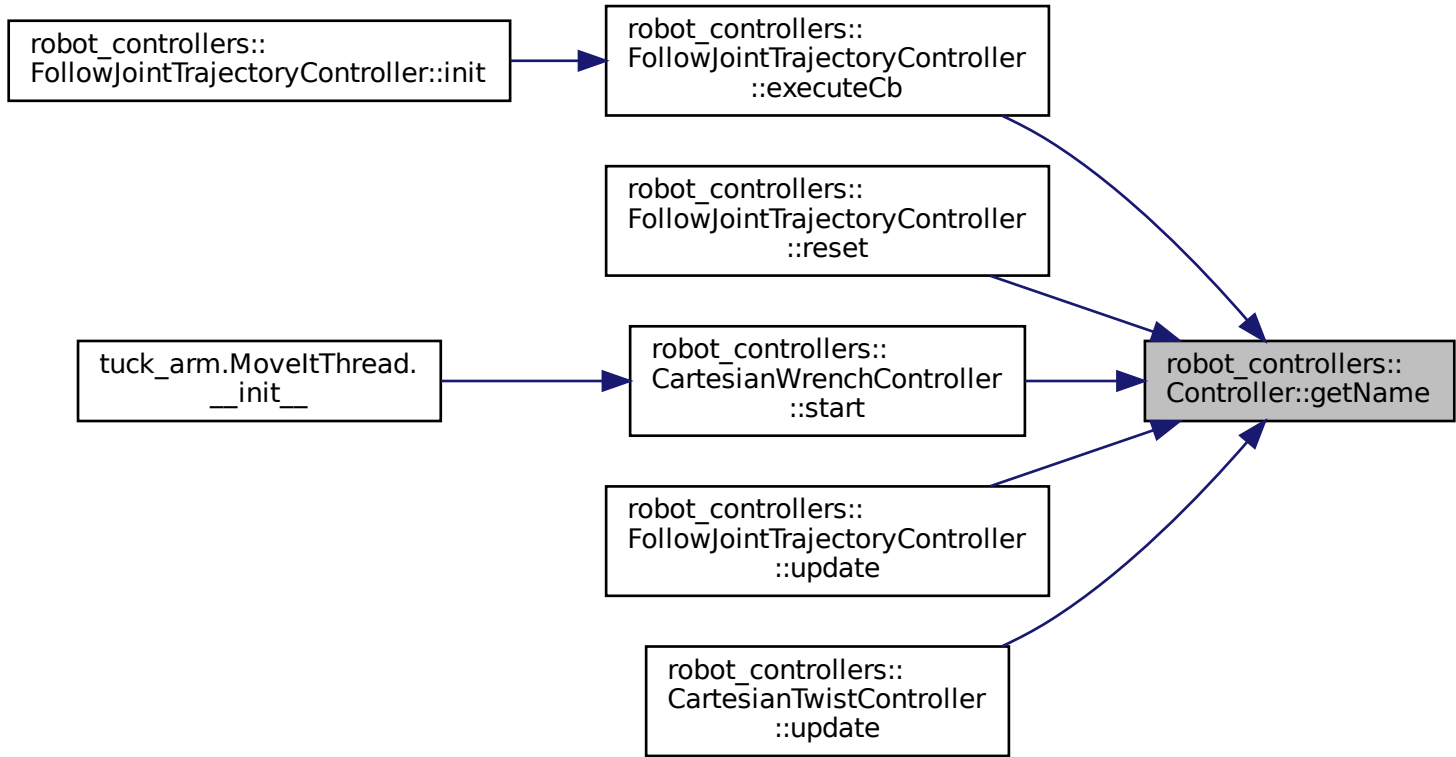 robot_controllers::
FollowJointTrajectoryController::init
robot_controllers::
FollowJointTrajectoryController
::executeCb
robot_controllers::
FollowJointTrajectoryController
::reset
tuck_arm.MoveItThread.
__init__
robot_controllers::
CartesianWrenchController
::start
robot_controllers::
Controller::getName
robot_controllers::
FollowJointTrajectoryController
::update
robot_controllers::
CartesianTwistController
::update